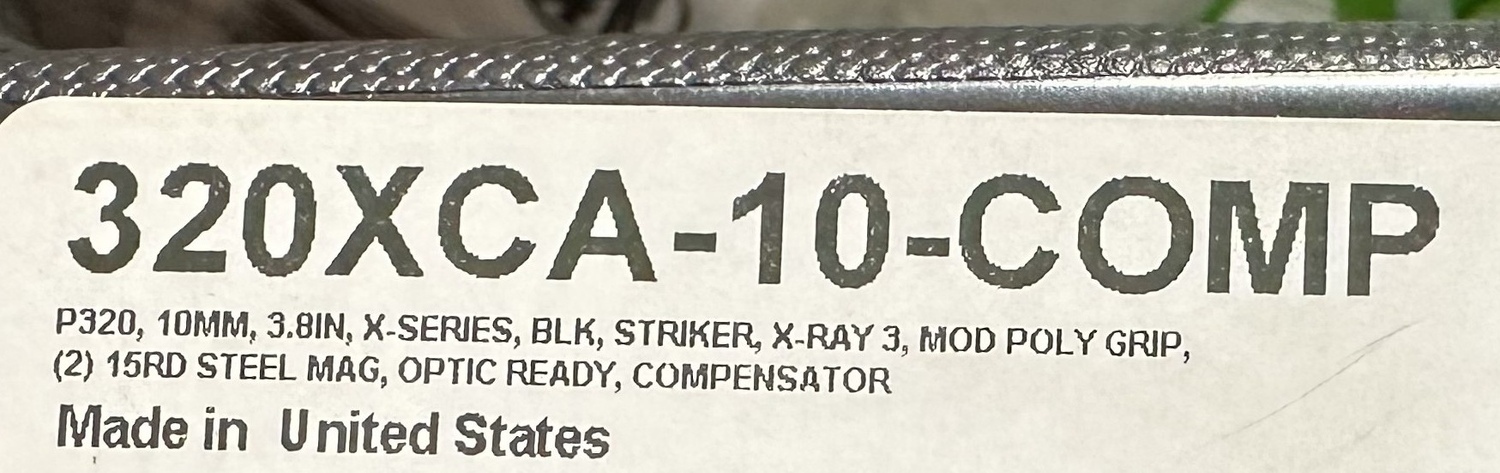 320XCA-10-COMP
P320, 10MM, 3.8IN, X-SERIES, BLK, STRIKER, X-RAY 3, MOD POLY GRIP,
(2) 15RD STEEL MAG, OPTIC READY, COMPENSATOR
Made in United States